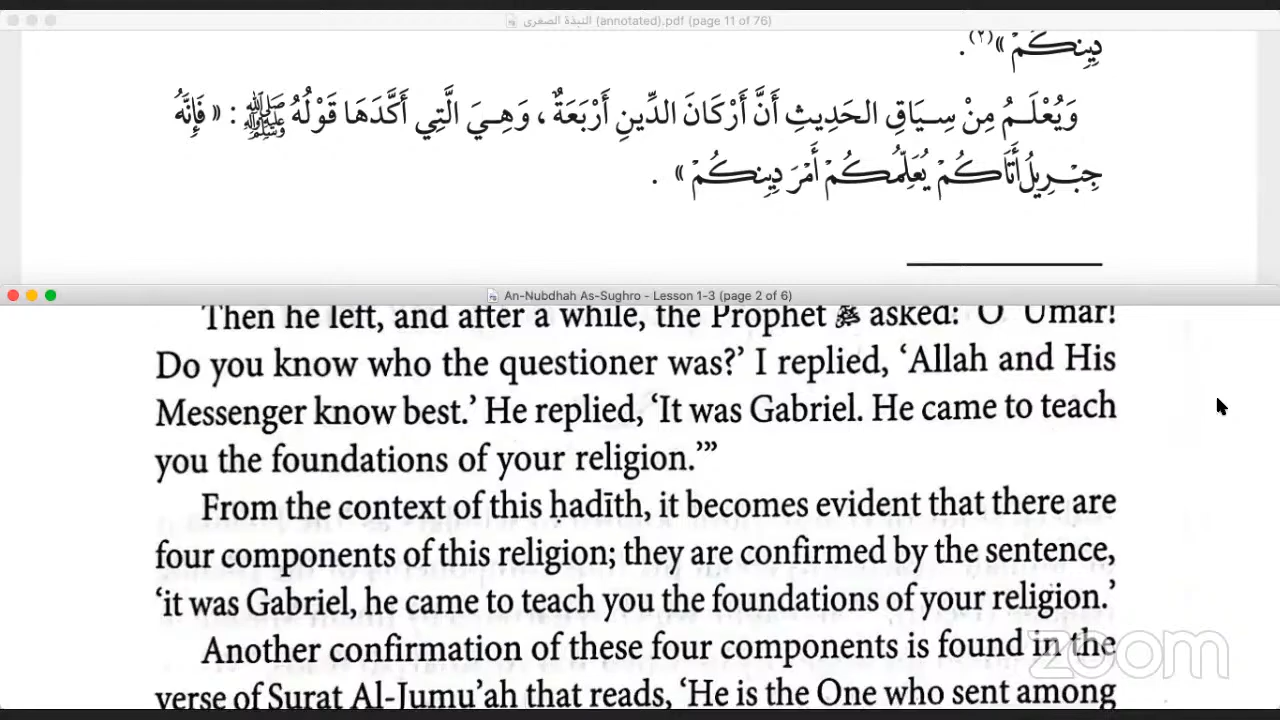 النبذة الصغرى (annotated).pdf (page 11 of 76)
دِينِكُمْ»(٢).
وَيُعْلَـمُ مِنْ سِـيَاقِ الحَدِيثِ أَنَّ أَرْكَانَ الدِّينِ أَرْبَعَةٌ، وَهِـيَ الَّتِي أَكَّدَهَا قَوْلُهُ ﷺ: «فَإِنَّهُ
جِبْرِيلُ أَتَاكُمْ يُعَلِّمُكُمْ أَمْرَ دِينِكُمْ».
An-Nubdhah As-Sughro - Lesson 1-3 (page 2 of 6)
Then he left, and after a while, the Prophet ﷺ asked: ‘O ʿUmar!
Do you know who the questioner was?’ I replied, ‘Allah and His
Messenger know best.’ He replied, ‘It was Gabriel. He came to teach
you the foundations of your religion.’”
From the context of this ḥadīth, it becomes evident that there are
four components of this religion; they are confirmed by the sentence,
‘it was Gabriel, he came to teach you the foundations of your religion.’
Another confirmation of these four components is found in the
verse of Surat Al-Jumu’ah that reads, ‘He is the One who sent among
zoom